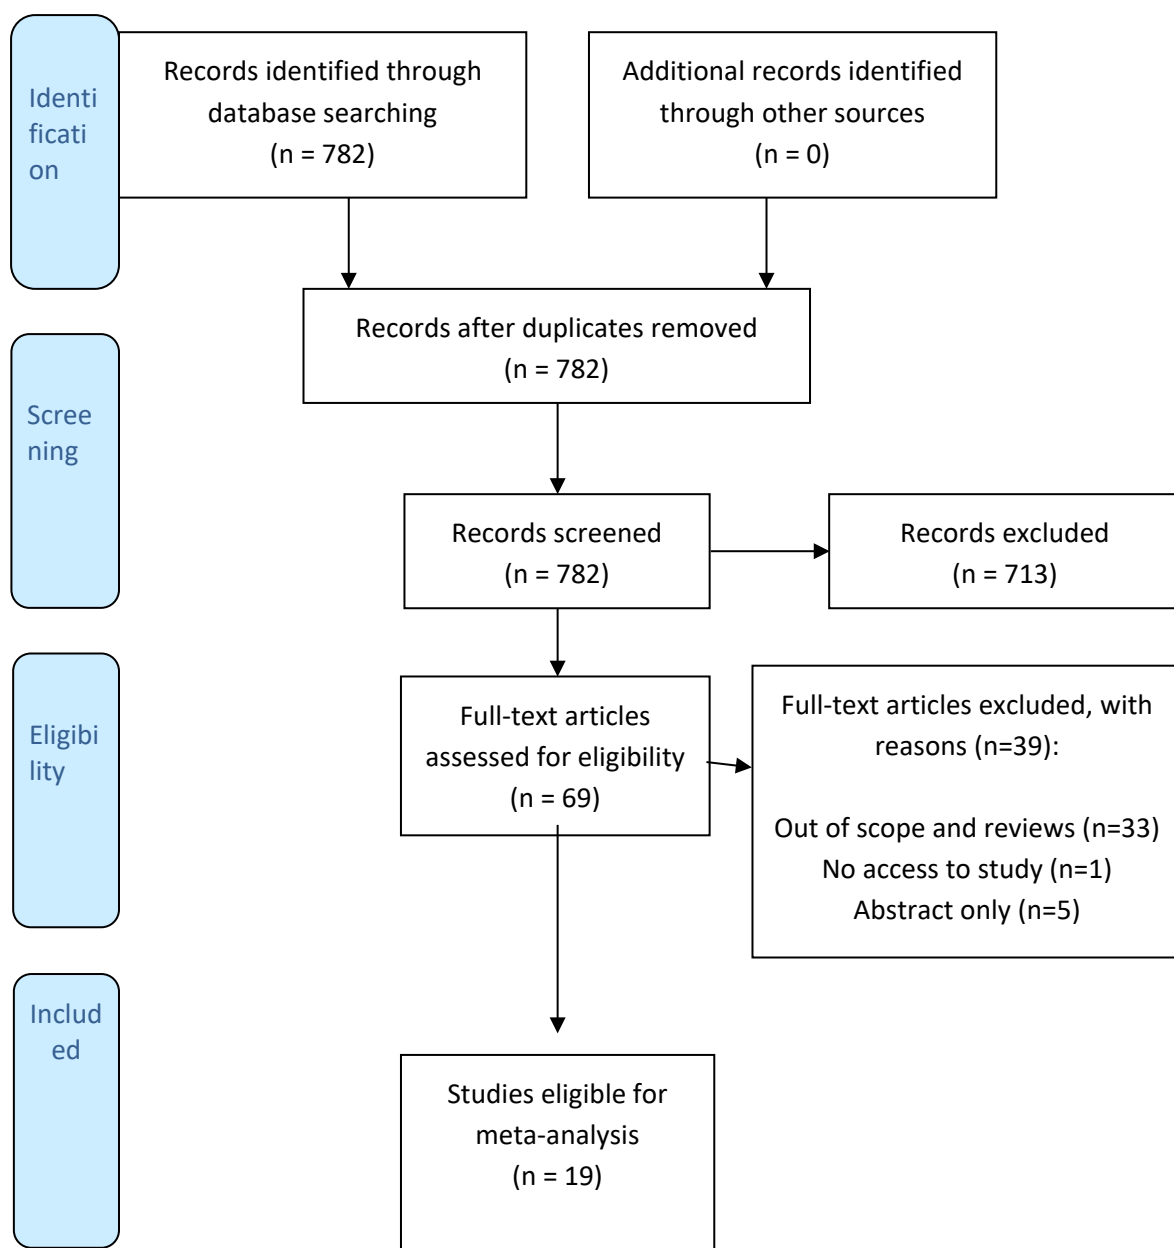 Identi
ficati
on
Records identified through
database searching
(n = 782)
Additional records identified
through other sources
(n = 0)
Records after duplicates removed
(n = 782)
Scree
ning
Records screened
(n = 782)
Records excluded
(n = 713)
Eligibi
lity
Full-text articles
assessed for eligibility
(n = 69)
Full-text articles excluded, with
reasons (n=39):
Out of scope and reviews (n=33)
No access to study (n=1)
Abstract only (n=5)
Includ
ed
Studies eligible for
meta-analysis
(n = 19)